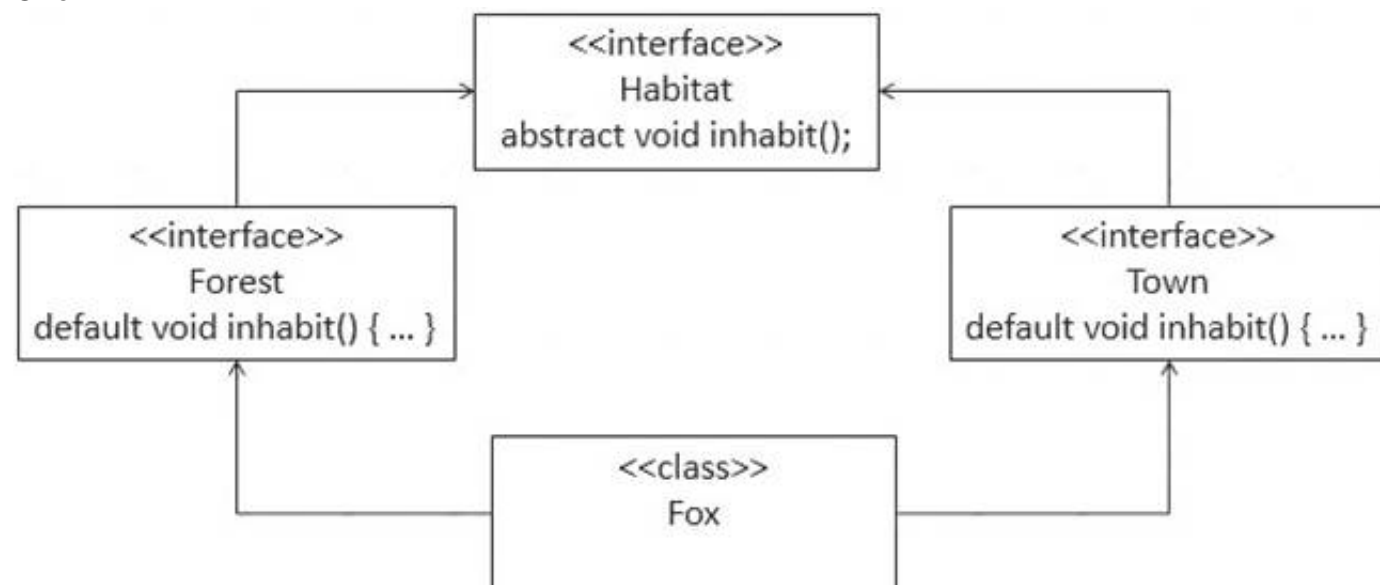 <<interface>>
Habitat
abstract void inhabit();
<<interface>>
Forest
default void inhabit() { ... }
<<interface>>
Town
default void inhabit() { ... }
<<class>>
Fox